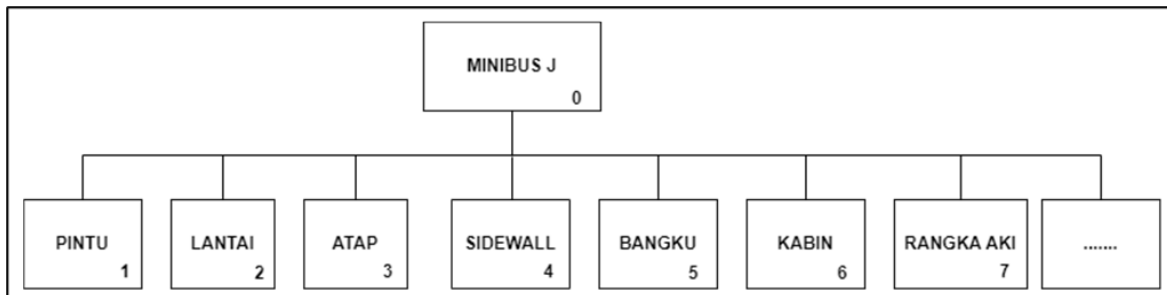 MINIBUS J
0
PINTU
1
LANTAI
2
ATAP
3
SIDEWALL
4
BANGKU
5
KABIN
6
RANGKA AKI
7
.......